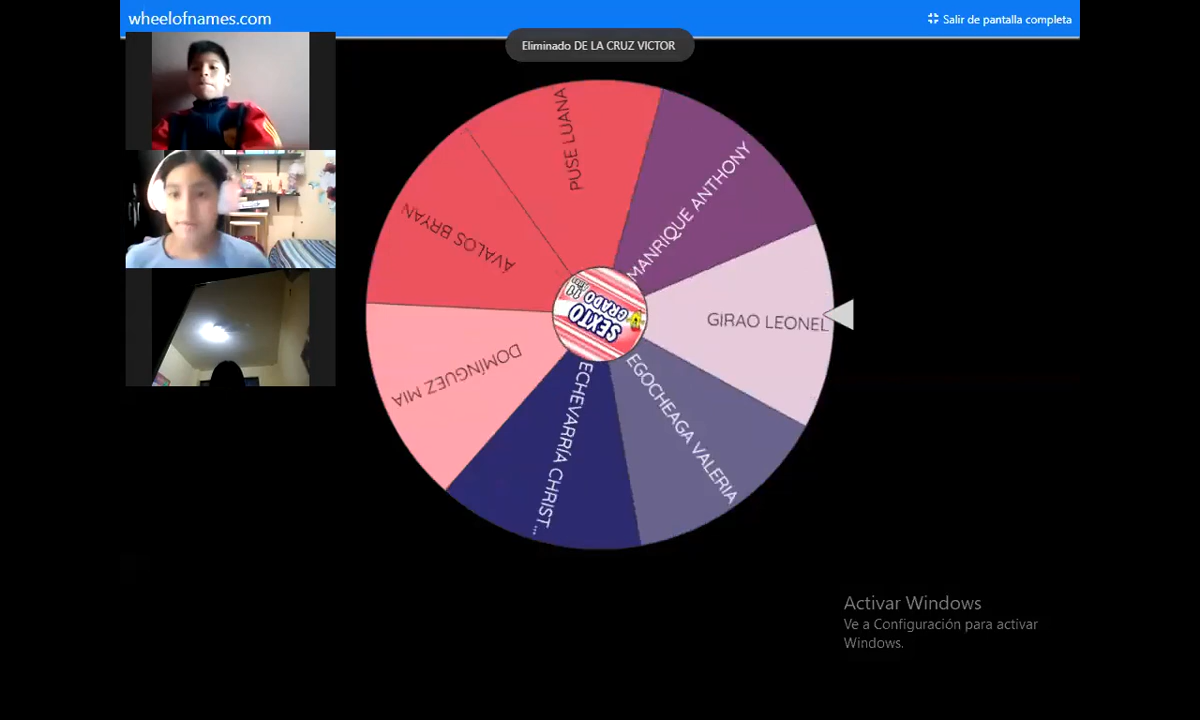 wheelofnames.com
Salir de pantalla completa
Eliminado DE LA CRUZ VICTOR
PUSE LUANA
MANRIQUE ANTHONY
ÁVALOS BRYAN
GIRAO LEONEL
SEXTO
GRADO
DOMÍNGUEZ MIA
EGOCHEAGA VALERIA
ECHEVARRÍA CHRIST...
Activar Windows
Ve a Configuración para activar
Windows.